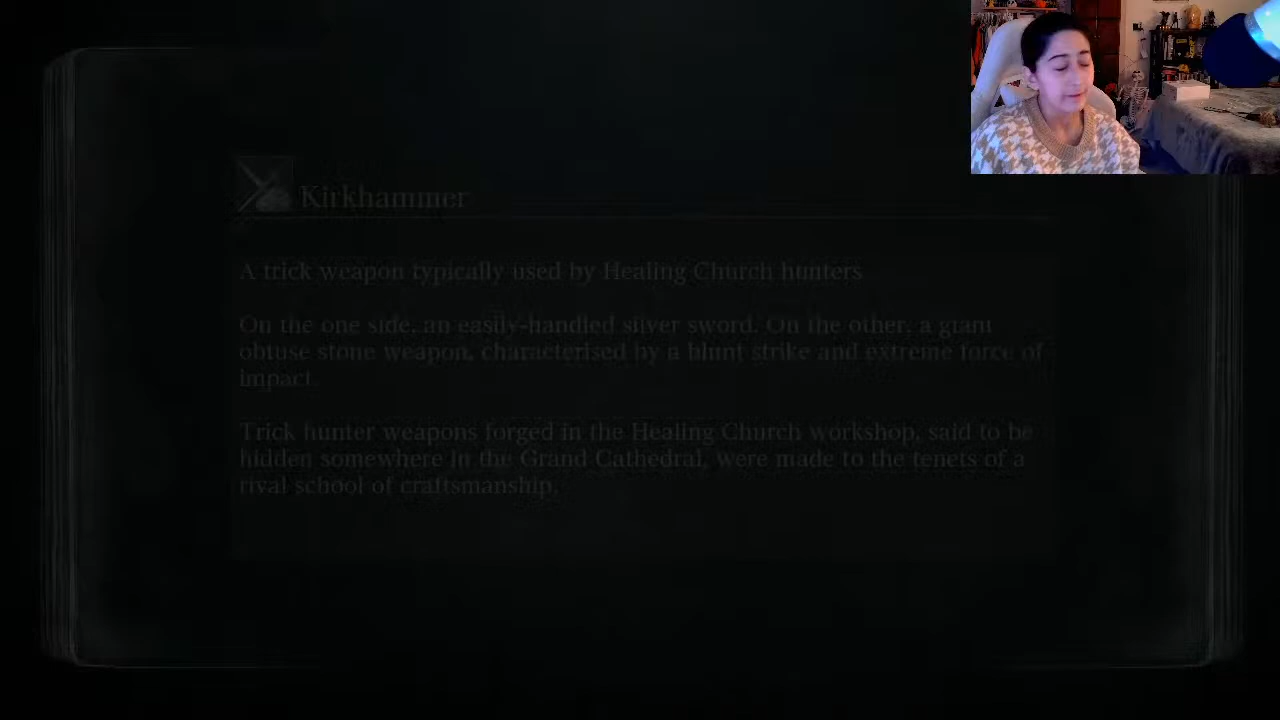 Kirkhammer
A trick weapon typically used by Healing Church hunters
On the one side, an easily-handled silver sword. On the other, a giant
obtuse stone weapon, characterised by a blunt strike and extreme force of
impact.
Trick hunter weapons forged in the Healing Church workshop, said to be
hidden somewhere in the Grand Cathedral, were made to the tenets of a
rival school of craftsmanship.